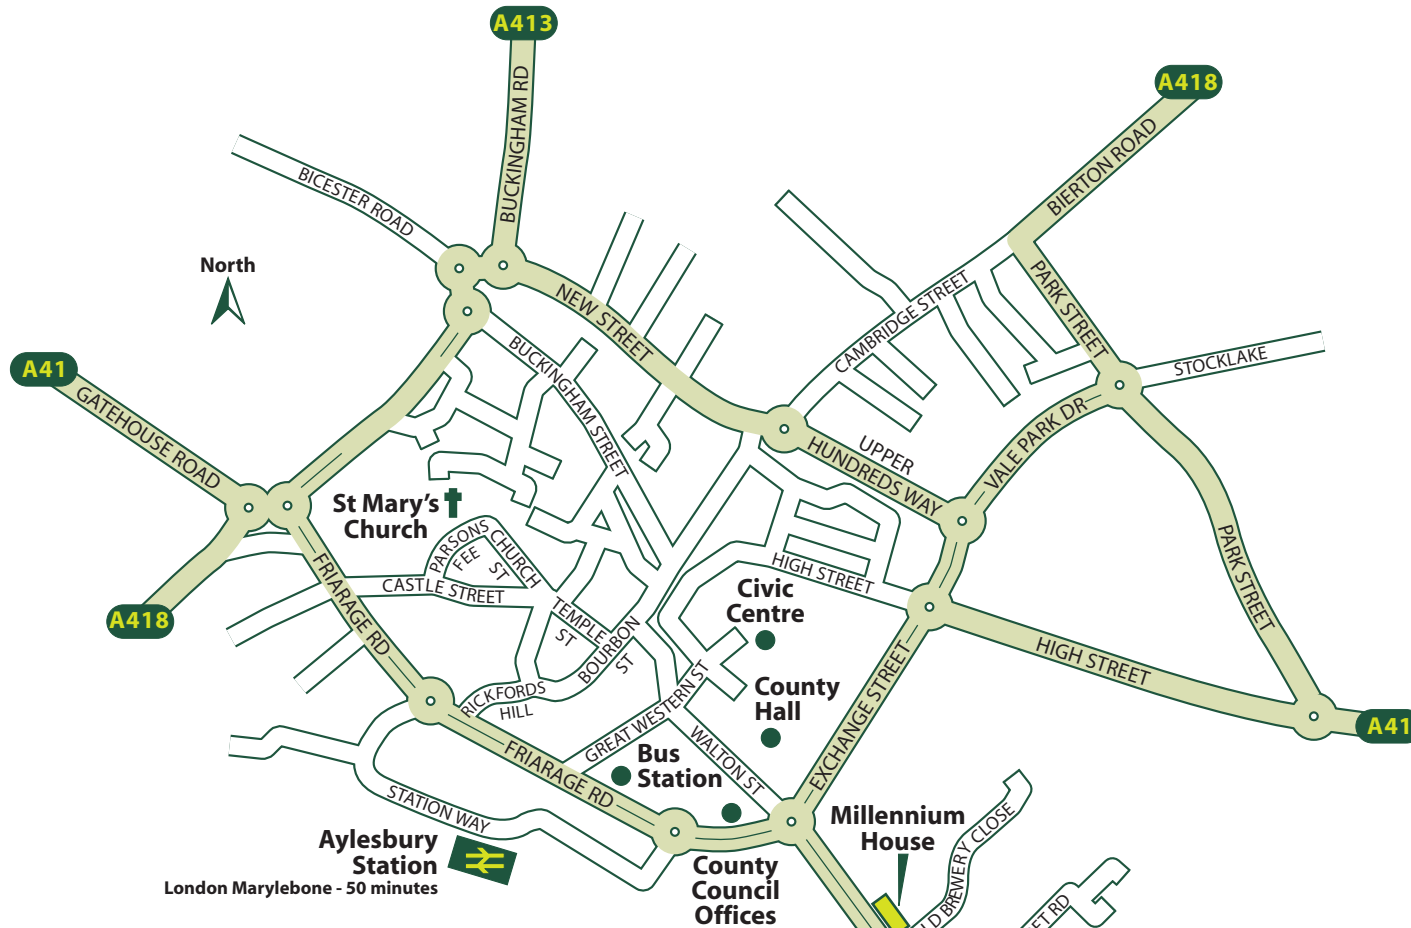 A413
BUCKINGHAM RD
A418
BIERTON ROAD
BICESTER ROAD
North
NEW STREET
CAMBRIDGE STREET
PARK STREET
STOCKLAKE
A41
GATEHOUSE ROAD
BUCKINGHAM STREET
VALE PARK DR
UPPER
HUNDREDS WAY
St Mary's
Church
PARSONS
FEE
CHURCH
ST
PARK STREET
HIGH STREET
CASTLE STREET
FRIARAGE RD
A418
TEMPLE
ST
BOURBON
ST
Civic
Centre
HIGH STREET
RICKFORDS
HILL
GREAT WESTERN ST
County
Hall
EXCHANGE STREET
A41
WALTON ST
Bus
Station
FRIARAGE RD
STATION WAY
Millennium
House
OLD BREWERY CLOSE
Aylesbury
Station
London Marylebone - 50 minutes
County
Council
Offices
ET RD